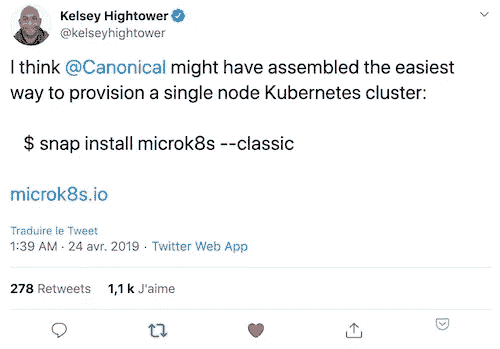 Kelsey Hightower
@kelseyhightower
I think @Canonical might have assembled the easiest
way to provision a single node Kubernetes cluster:
$ snap install microk8s --classic
microk8s.io
Traduire le Tweet
1:39 AM · 24 avr. 2019 · Twitter Web App
278 Retweets 1,1 k J'aime